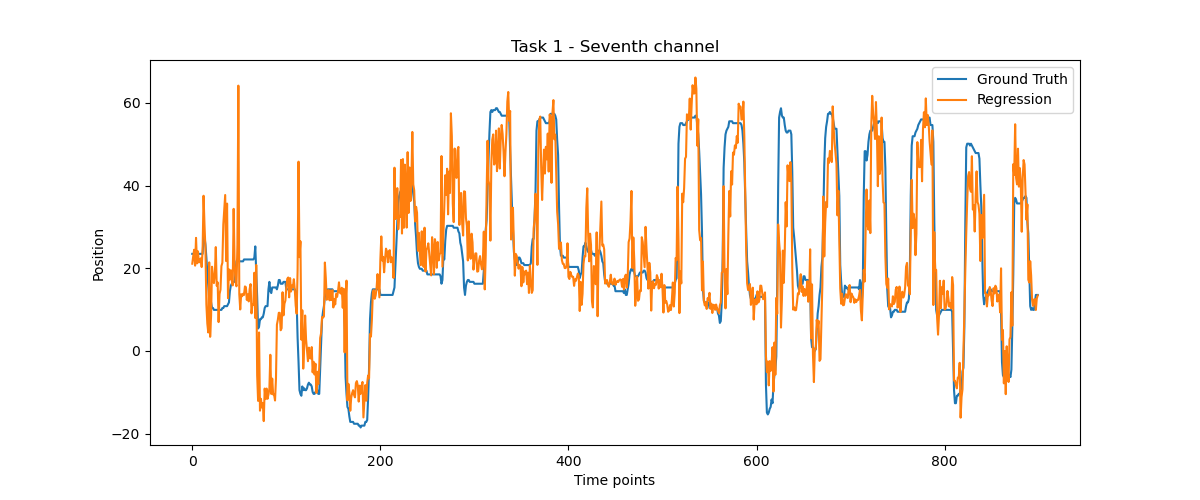 Task 1 - Seventh channel
Ground Truth
Regression
Position
60
40
20
0
−20
0
200
400
600
800
Time points